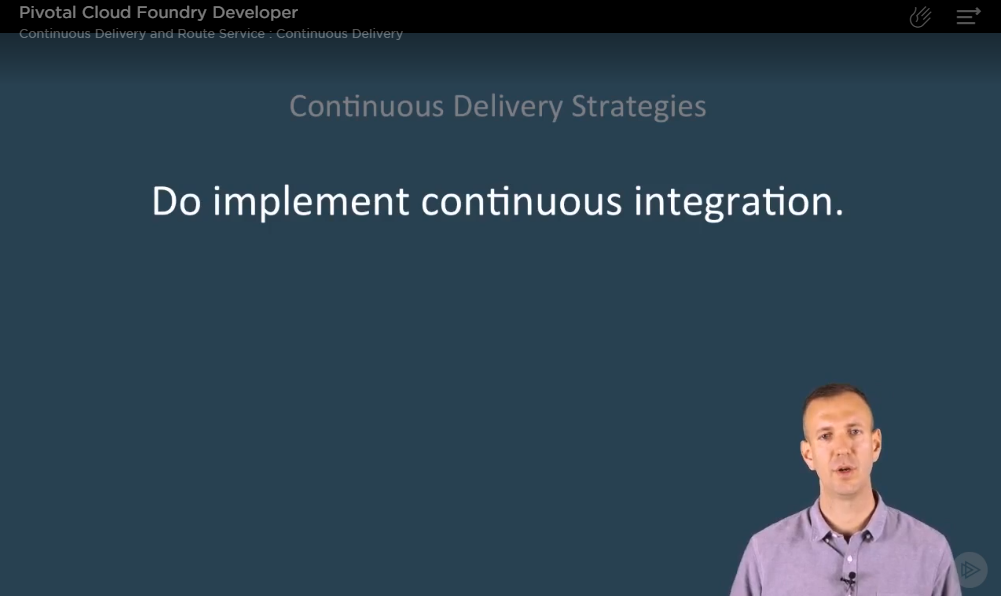 Pivotal Cloud Foundry Developer
Continuous Delivery and Route Service : Continuous Delivery
Continuous Delivery Strategies
Do implement continuous integration.